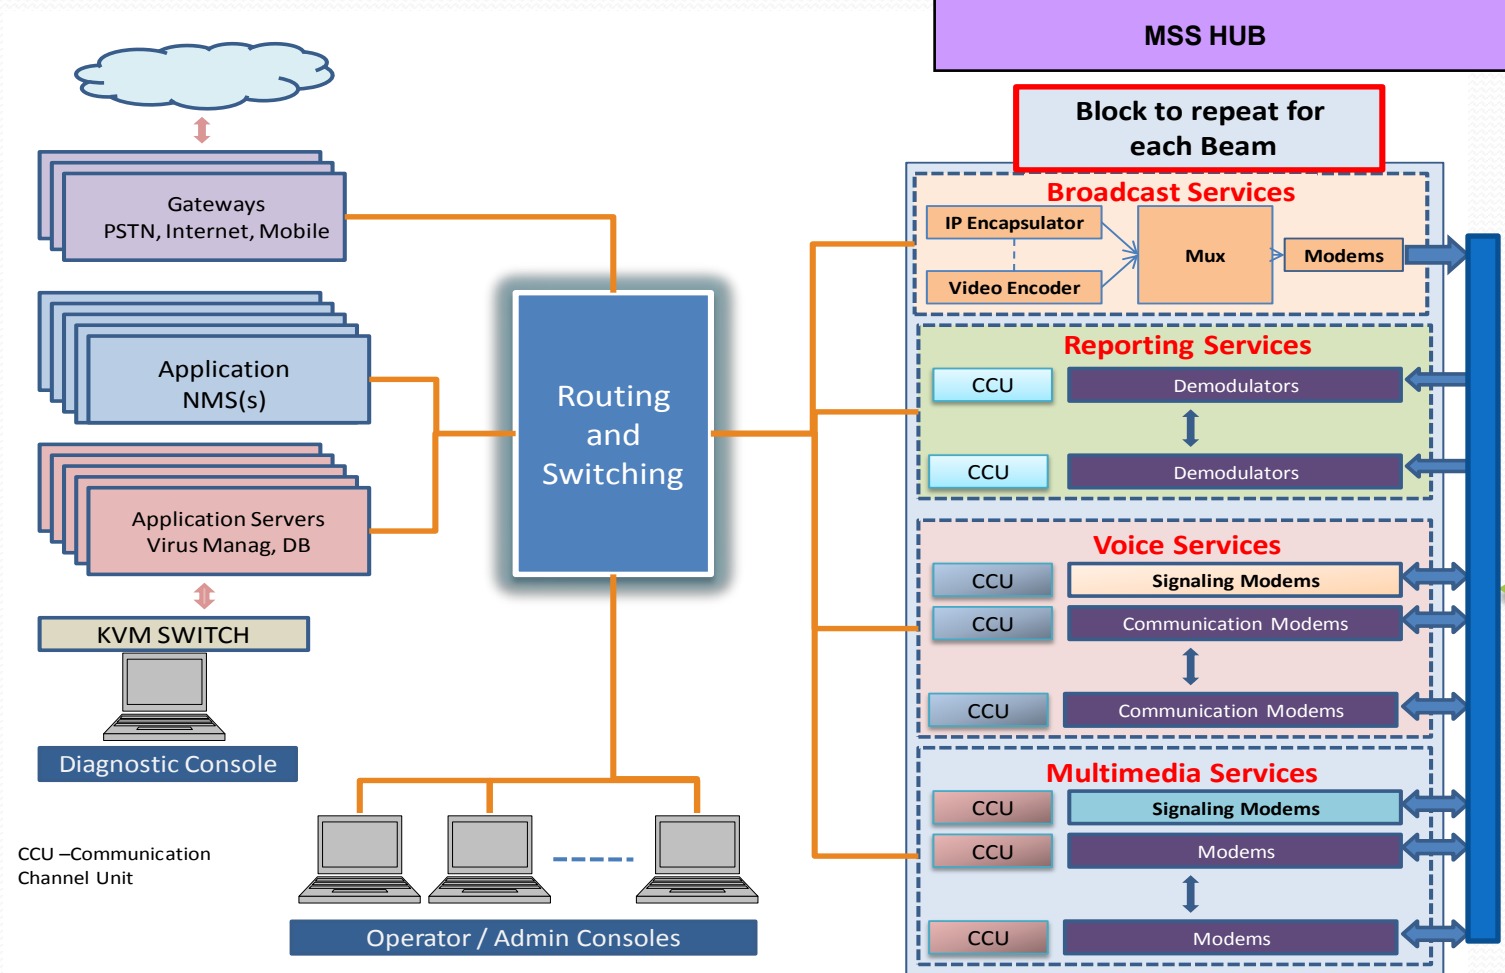 MSS HUB
Block to repeat for
each Beam
Gateways
PSTN, Internet, Mobile
Application
NMS(s)
Application Servers
Virus Manag, DB
KVM SWITCH
Diagnostic Console
CCU –Communication
Channel Unit
Routing
and
Switching
Operator / Admin Consoles
Broadcast Services
IP Encapsulator
Video Encoder
Mux
Modems
Reporting Services
CCU
Demodulators
CCU
Demodulators
Voice Services
CCU
Signaling Modems
CCU
Communication Modems
CCU
Communication Modems
Multimedia Services
CCU
Signaling Modems
CCU
Modems
CCU
Modems